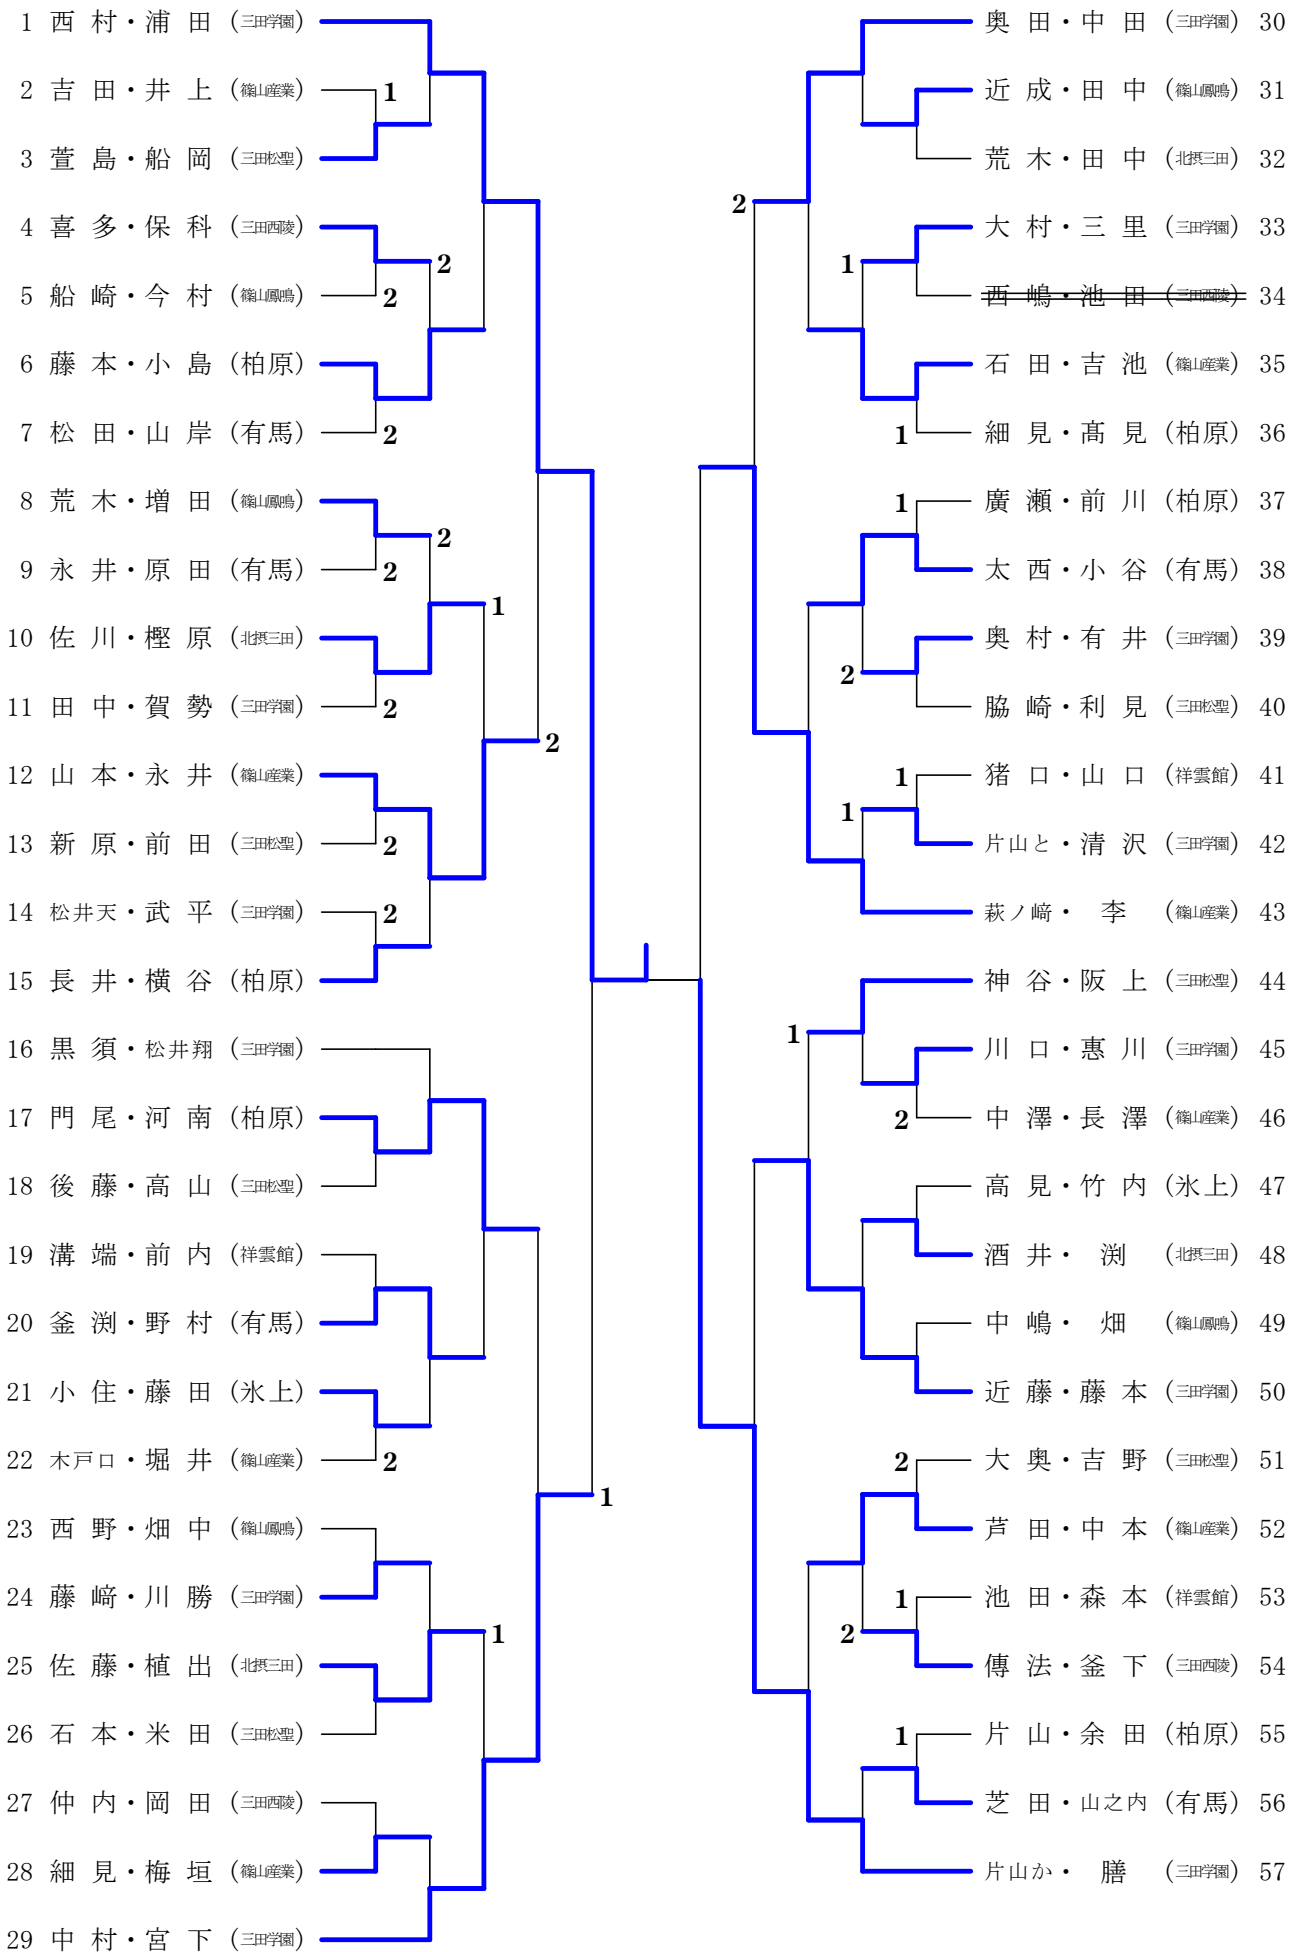 1 西 村・浦 田 (三田学園)
2 吉 田・井 上 (篠山産業)
1
3 萱 島・船 岡 (三田松聖)
4 喜 多・保 科 (三田西陵)
2
5 船 崎・今 村 (篠山鳳鳴)
2
6 藤 本・小 島 (柏原)
7 松 田・山 岸 (有馬)
2
8 荒 木・増 田 (篠山鳳鳴)
2
9 永 井・原 田 (有馬)
2
1
10 佐 川・樫 原 (北摂三田)
11 田 中・賀 勢 (三田学園)
2
2
12 山 本・永 井 (篠山産業)
13 新 原・前 田 (三田松聖)
2
14 松井天・武 平 (三田学園)
2
15 長 井・横 谷 (柏原)
16 黒 須・松井翔 (三田学園)
17 門 尾・河 南 (柏原)
18 後 藤・高 山 (三田松聖)
19 溝 端・前 内 (祥雲館)
20 釜 渕・野 村 (有馬)
21 小 住・藤 田 (氷上)
22 木戸口・堀 井 (篠山産業)
2
1
23 西 野・畑 中 (篠山鳳鳴)
24 藤 﨑・川 勝 (三田学園)
1
25 佐 藤・植 出 (北摂三田)
26 石 本・米 田 (三田松聖)
27 仲 内・岡 田 (三田西陵)
28 細 見・梅 垣 (篠山産業)
29 中 村・宮 下 (三田学園)
奥 田・中 田 (三田学園) 30
近 成・田 中 (篠山鳳鳴) 31
荒 木・田 中 (北摂三田) 32
2
大 村・三 里 (三田学園) 33
1
西 嶋・池 田 (三田西陵) 34
石 田・吉 池 (篠山産業) 35
細 見・髙 見 (柏原) 36
1
廣 瀬・前 川 (柏原) 37
1
太 西・小 谷 (有馬) 38
奥 村・有 井 (三田学園) 39
2
脇 崎・利 見 (三田松聖) 40
猪 口・山 口 (祥雲館) 41
1
1
片山と・清 沢 (三田学園) 42
萩ノ﨑・ 李 (篠山産業) 43
神 谷・阪 上 (三田松聖) 44
1
川 口・惠 川 (三田学園) 45
中 澤・長 澤 (篠山産業) 46
2
高 見・竹 内 (氷上) 47
酒 井・ 渕 (北摂三田) 48
中 嶋・ 畑 (篠山鳳鳴) 49
近 藤・藤 本 (三田学園) 50
大 奥・吉 野 (三田松聖) 51
2
芦 田・中 本 (篠山産業) 52
池 田・森 本 (祥雲館) 53
1
2
傳 法・釜 下 (三田西陵) 54
片 山・余 田 (柏原) 55
1
芝 田・山之内 (有馬) 56
片山か・ 膳 (三田学園) 57